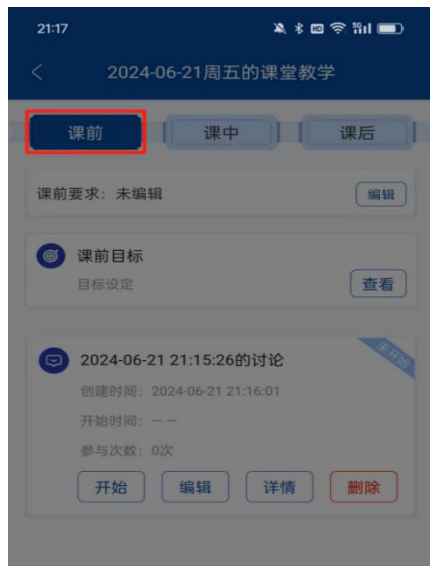 21:17
2024-06-21周五的课堂教学
课前
课中
课后
课前要求：未编辑
编辑
课前目标
目标设定
查看
2024-06-21 21:15:26的讨论
未开始
创建时间：2024-06-21 21:16:01
开始时间：－－
参与次数：0次
开始
编辑
详情
删除